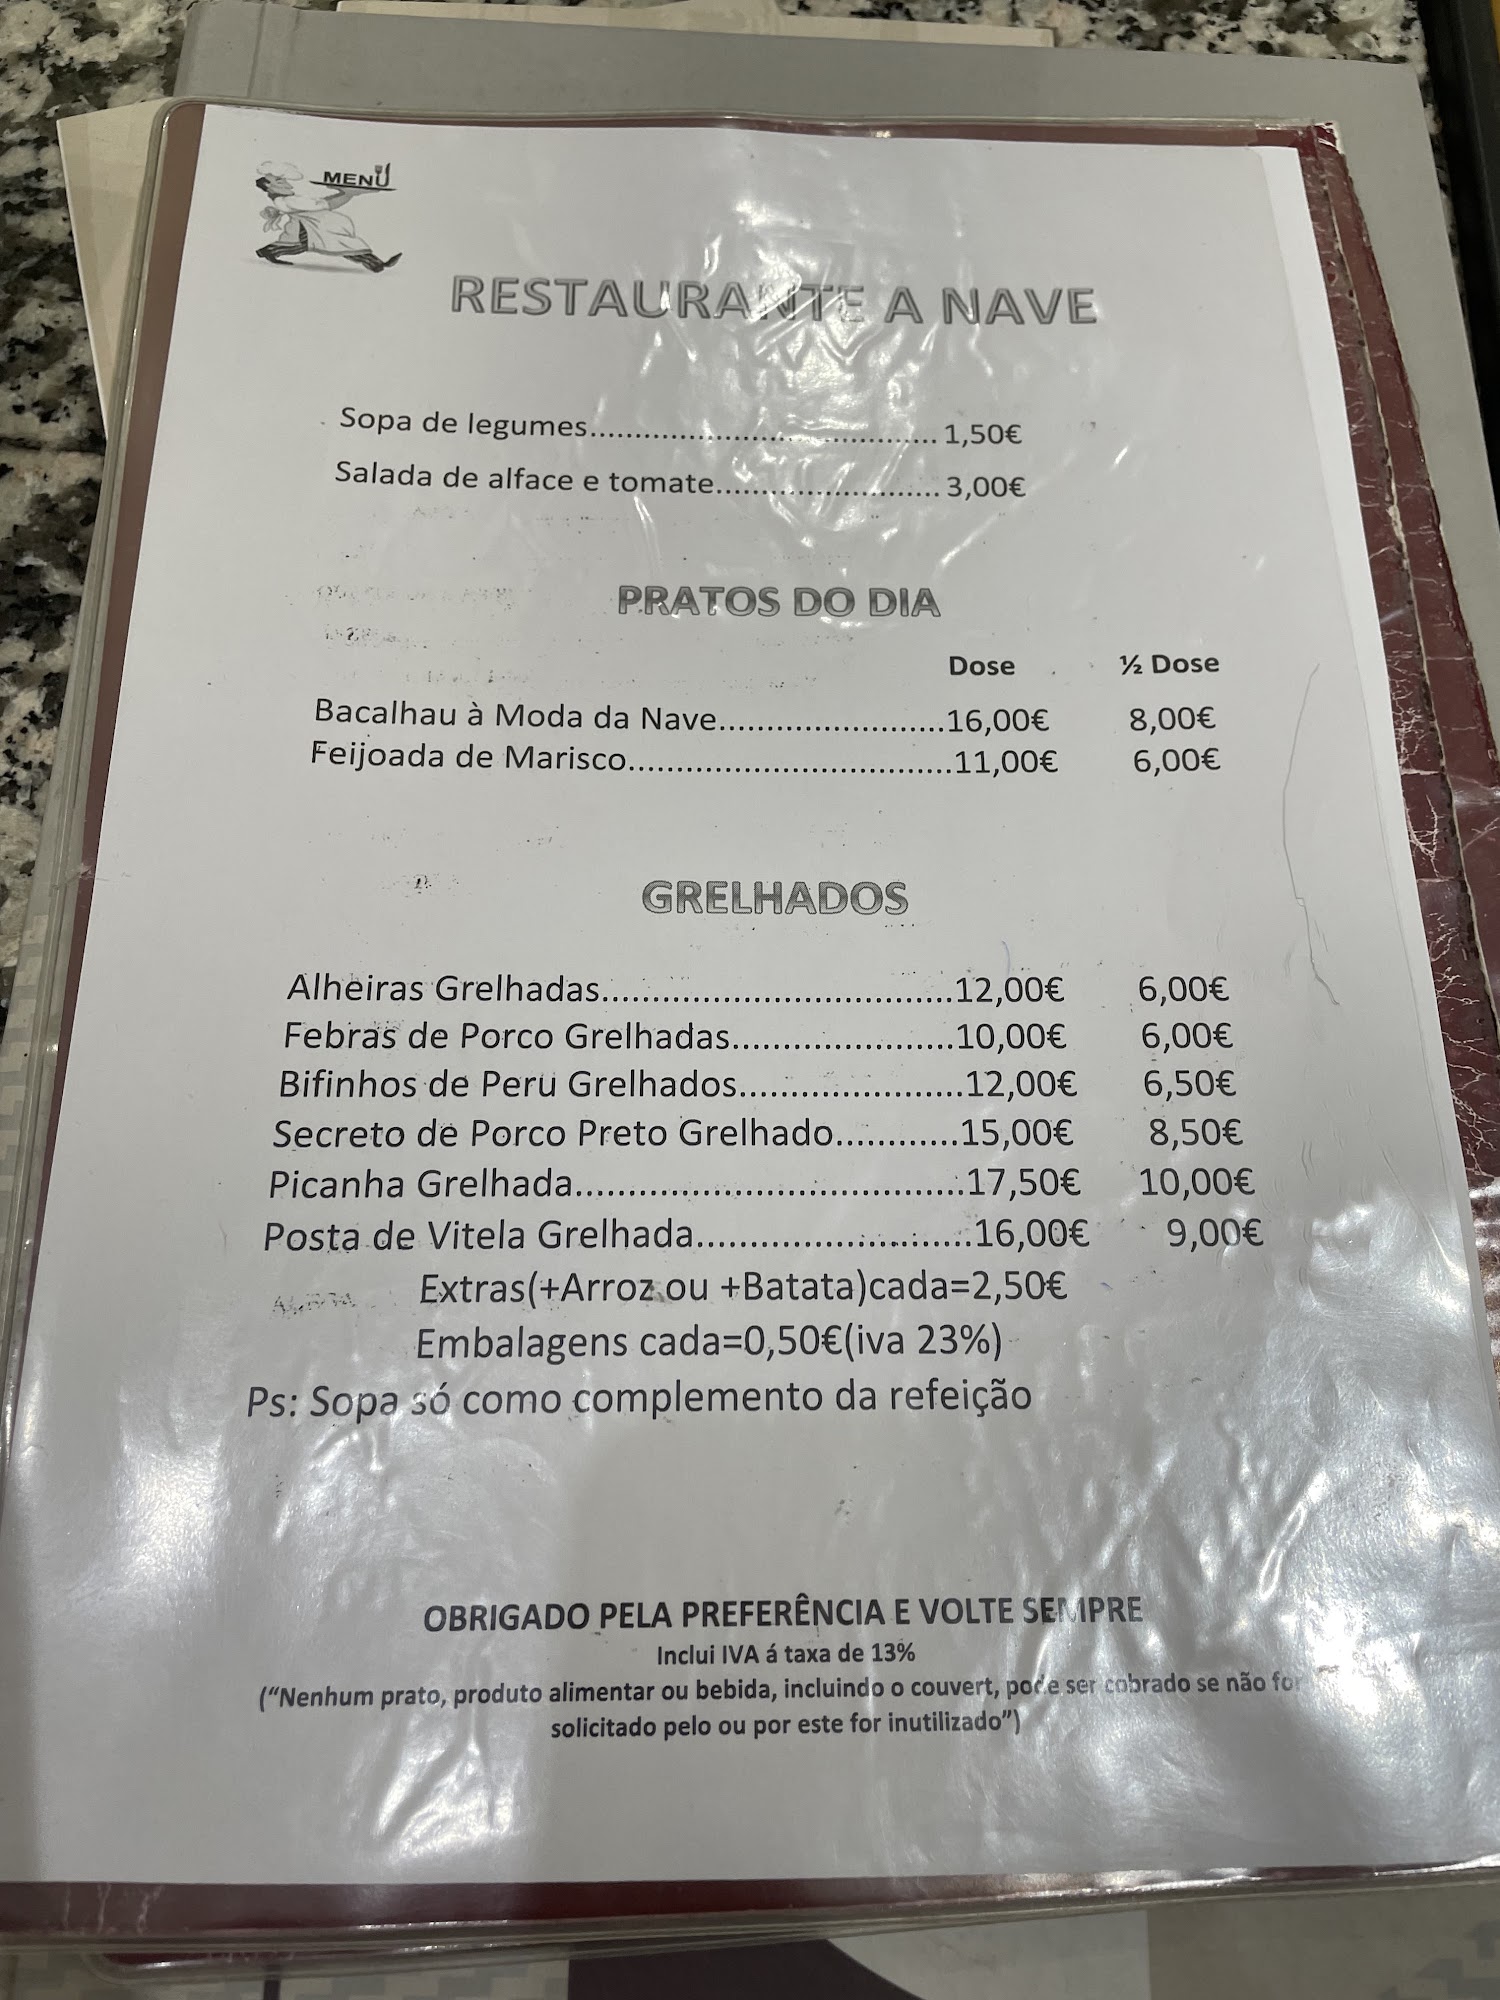 MENU
RESTAURANTE A NAVE
Sopa de legumes.......................................1,50€
Salada de alface e tomate.........................3,00€
PRATOS DO DIA
Dose ½ Dose
Bacalhau à Moda da Nave.......................16,00€ 8,00€
Feijoada de Marisco.................................11,00€ 6,00€
GRELHADOS
Alheiras Grelhadas...................................12,00€ 6,00€
Febras de Porco Grelhadas......................10,00€ 6,00€
Bifinhos de Peru Grelhados......................12,00€ 6,50€
Secreto de Porco Preto Grelhado............15,00€ 8,50€
Picanha Grelhada.......................................17,50€ 10,00€
Posta de Vitela Grelhada............................16,00€ 9,00€
Extras(+Arroz ou +Batata)cada=2,50€
Embalagens cada=0,50€(iva 23%)
Ps: Sopa só como complemento da refeição
OBRIGADO PELA PREFERÊNCIA E VOLTE SEMPRE
Inclui IVA á taxa de 13%
("Nenhum prato, produto alimentar ou bebida, incluindo o couvert, pode ser cobrado se não for
solicitado pelo ou por este for inutilizado")